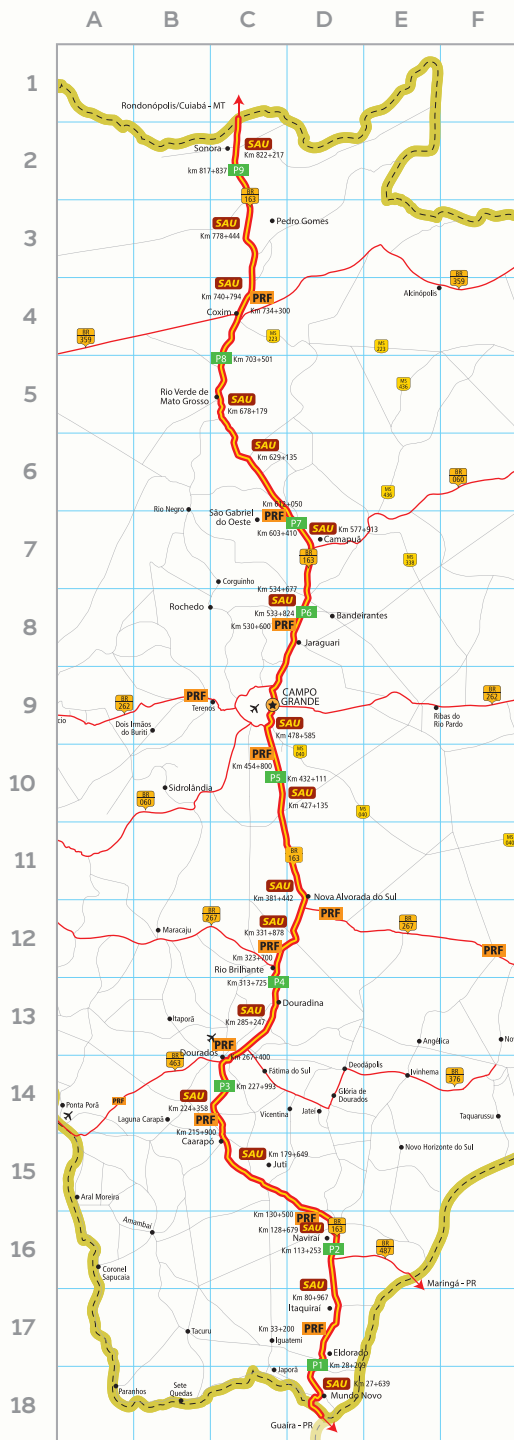 A B C D E F
1
Rondonópolis/Cuiabá - MT
2
Sonora
SAU
Km 822+217
km 817+837
P9
BR
163
3
SAU
Km 778+444
Pedro Gomes
SAU
Km 740+794
PRF
Km 734+300
BR
359
Alcinópolis
4
Coxim
BR
359
MS
223
MS
223
P8
Km 703+501
5
MS
436
Rio Verde de
Mato Grosso
SAU
Km 678+179
6
SAU
Km 629+135
BR
060
MS
436
Km 613+050
Rio Negro
São Gabriel
do Oeste
PRF
P7
Km 603+410
SAU
Km 577+913
Camapuã
7
BR
163
MS
338
Corguinho
Km 534+677
SAU
Km 533+824
P6
Rochedo
Bandeirantes
8
Km 530+600
PRF
Jaraguari
9
PRF
Terenos
CAMPO
GRANDE
BR
262
BR
262
cio
Dois Irmãos
do Buriti
Ribas do
Rio Pardo
SAU
Km 478+585
PRF
Km 454+800
MS
040
10
P5
Km 432+111
Sidrolândia
BR
060
SAU
Km 427+135
MS
040
MS
040
11
BR
163
SAU
Km 381+442
Nova Alvorada do Sul
BR
267
PRF
BR
267
12
Maracaju
SAU
Km 331+878
PRF
Km 323+700
PRF
Rio Brilhante
P4
Km 313+725
13
Douradina
SAU
Km 285+247
Itaporã
Angélica
No
PRF
Dourados
Km 267+400
BR
463
Fátima do Sul
Deodápolis
Ivinhema
BR
376
14
P3
Km 227+993
Glória de
Dourados
SAU
Km 224+358
Ponta Porã
PRF
Laguna Carapã
PRF
Km 215+900
Vicentina
Jateí
Taquarussu
Caarapó
15
SAU
Km 179+649
Juti
Novo Horizonte do Sul
Aral Moreira
Km 130+500
PRF
Km 128+679
SAU
BR
163
Amambai
Naviraí
16
Km 113+253
P2
BR
487
Coronel
Sapucaia
Maringá - PR
SAU
Km 80+967
Itaquiraí
17
Tacuru
Km 33+200
PRF
Iguatemi
Eldorado
P1
Km 28+209
Japorã
18
Paranhos
Sete
Quedas
SAU
Km 27+639
Mundo Novo
Guaíra - PR